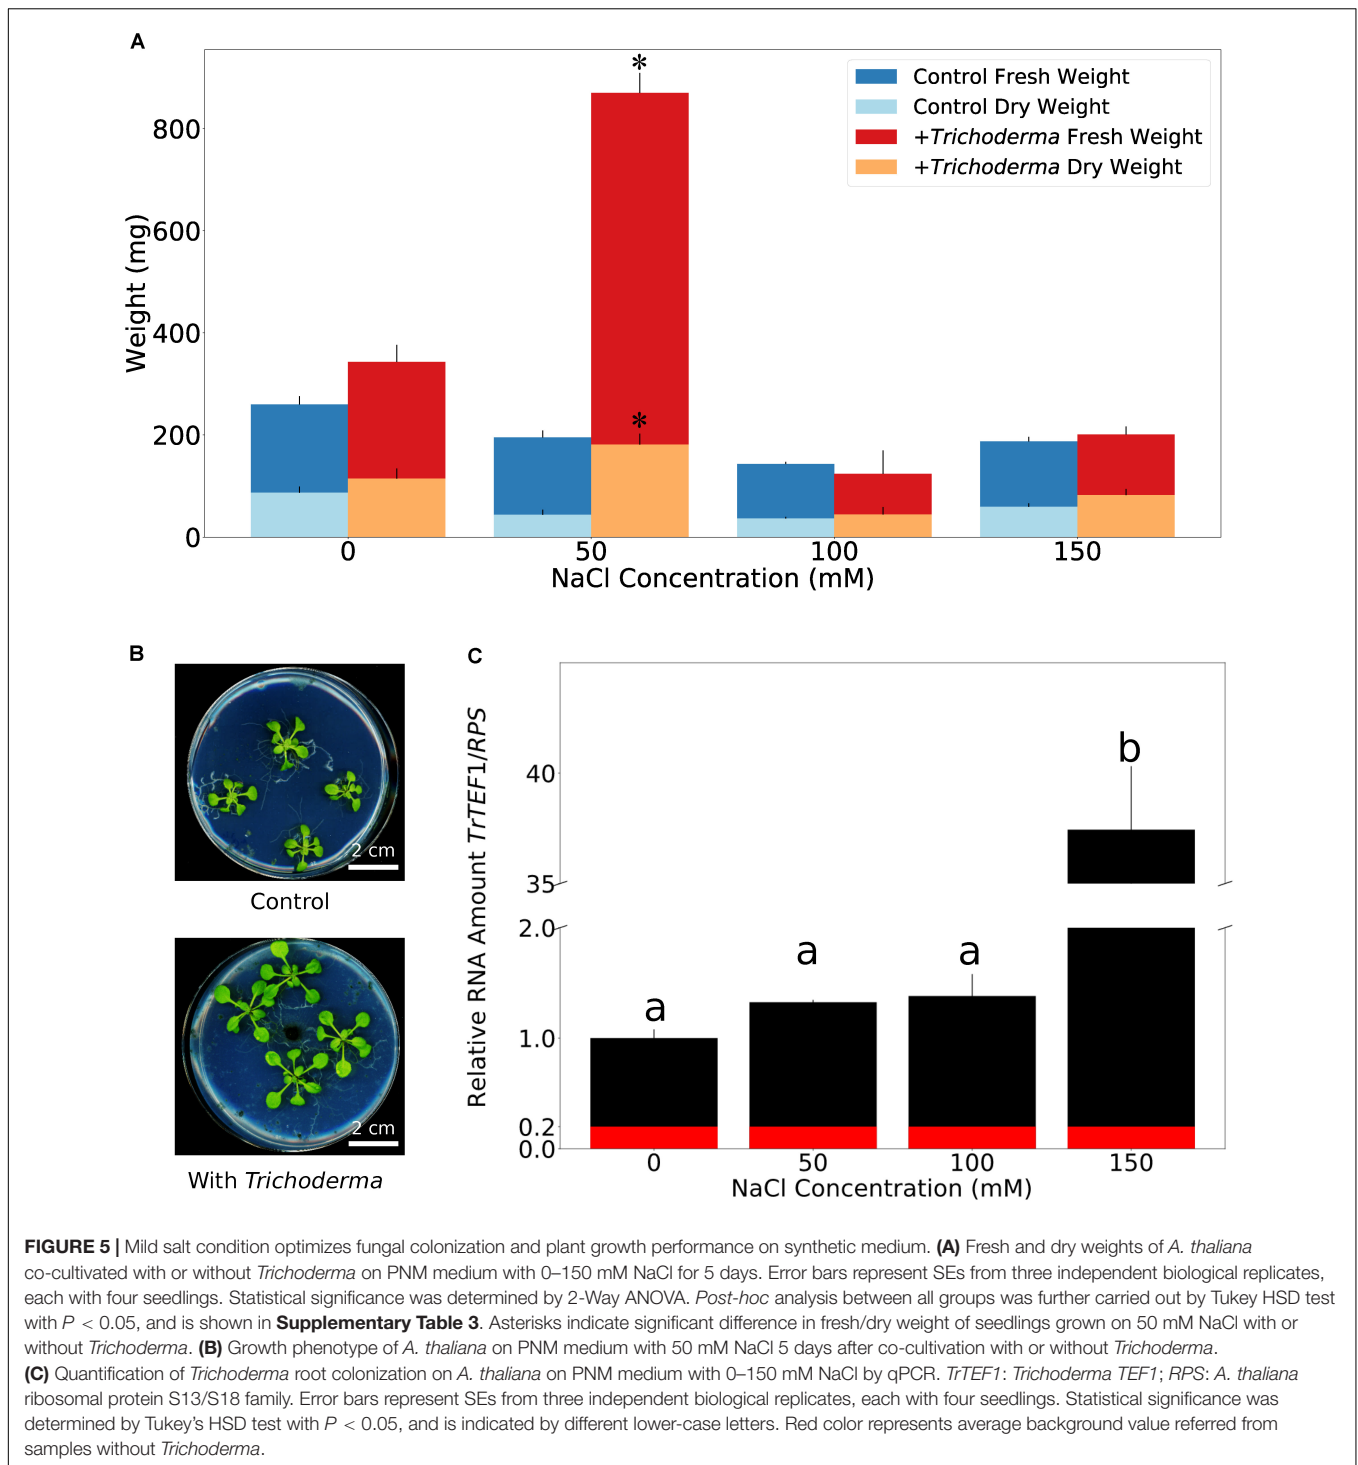 A
*
Control Fresh Weight
Control Dry Weight
+Trichoderma Fresh Weight
+Trichoderma Dry Weight
800
600
400
200
0
*
Weight (mg)
0 50 100 150
NaCl Concentration (mM)
B
2 cm
Control
2 cm
With Trichoderma
C
Relative RNA Amount TrTEF1/RPS
40
35
2.0
1.0
0.2
0.0
a a a b
0 50 100 150
NaCl Concentration (mM)
FIGURE 5 | Mild salt condition optimizes fungal colonization and plant growth performance on synthetic medium. (A) Fresh and dry weights of A. thaliana
co-cultivated with or without Trichoderma on PNM medium with 0–150 mM NaCl for 5 days. Error bars represent SEs from three independent biological replicates,
each with four seedlings. Statistical significance was determined by 2-Way ANOVA. Post-hoc analysis between all groups was further carried out by Tukey HSD test
with P < 0.05, and is shown in Supplementary Table 3. Asterisks indicate significant difference in fresh/dry weight of seedlings grown on 50 mM NaCl with or
without Trichoderma. (B) Growth phenotype of A. thaliana on PNM medium with 50 mM NaCl 5 days after co-cultivation with or without Trichoderma.
(C) Quantification of Trichoderma root colonization on A. thaliana on PNM medium with 0–150 mM NaCl by qPCR. TrTEF1: Trichoderma TEF1; RPS: A. thaliana
ribosomal protein S13/S18 family. Error bars represent SEs from three independent biological replicates, each with four seedlings. Statistical significance was
determined by Tukey's HSD test with P < 0.05, and is indicated by different lower-case letters. Red color represents average background value referred from
samples without Trichoderma.